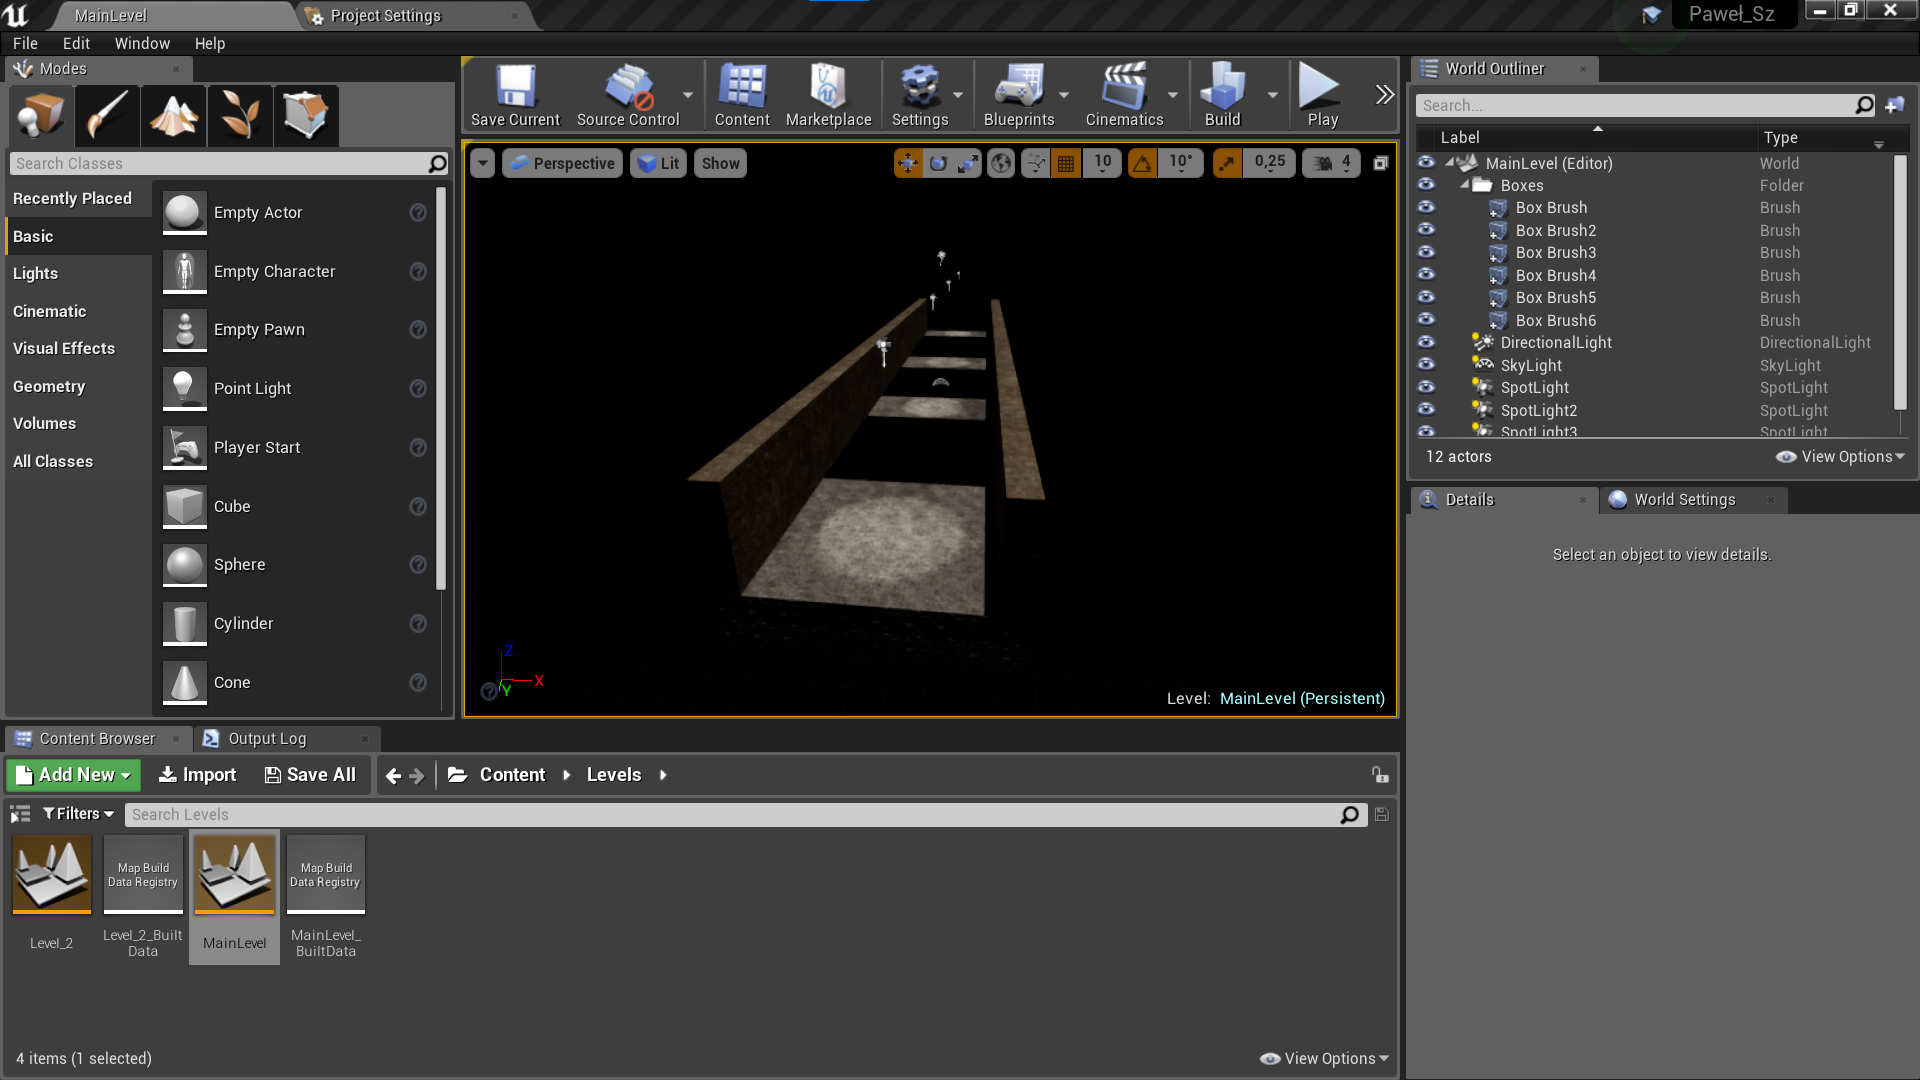 MainLevel
Project Settings
Paweł_Sz
File Edit Window Help
Modes
Search Classes
Recently Placed
Basic
Lights
Cinematic
Visual Effects
Geometry
Volumes
All Classes
Empty Actor
Empty Character
Empty Pawn
Point Light
Player Start
Cube
Sphere
Cylinder
Cone
Save Current
Source Control
Content
Marketplace
Settings
Blueprints
Cinematics
Build
Play
Perspective
Lit
Show
10
10°
0,25
4
Z
X
Y
Level: MainLevel (Persistent)
World Outliner
Search...
Label Type
MainLevel (Editor) World
Boxes Folder
Box Brush Brush
Box Brush2 Brush
Box Brush3 Brush
Box Brush4 Brush
Box Brush5 Brush
Box Brush6 Brush
DirectionalLight DirectionalLight
SkyLight SkyLight
SpotLight SpotLight
SpotLight2 SpotLight
SpotLight3 SpotLight
12 actors
View Options
Details
World Settings
Select an object to view details.
Content Browser
Output Log
Add New
Import
Save All
Content
Levels
Filters
Search Levels
Level_2
Map Build
Data Registry
Level_2_Built
Data
MainLevel
Map Build
Data Registry
MainLevel_
BuiltData
4 items (1 selected)
View Options